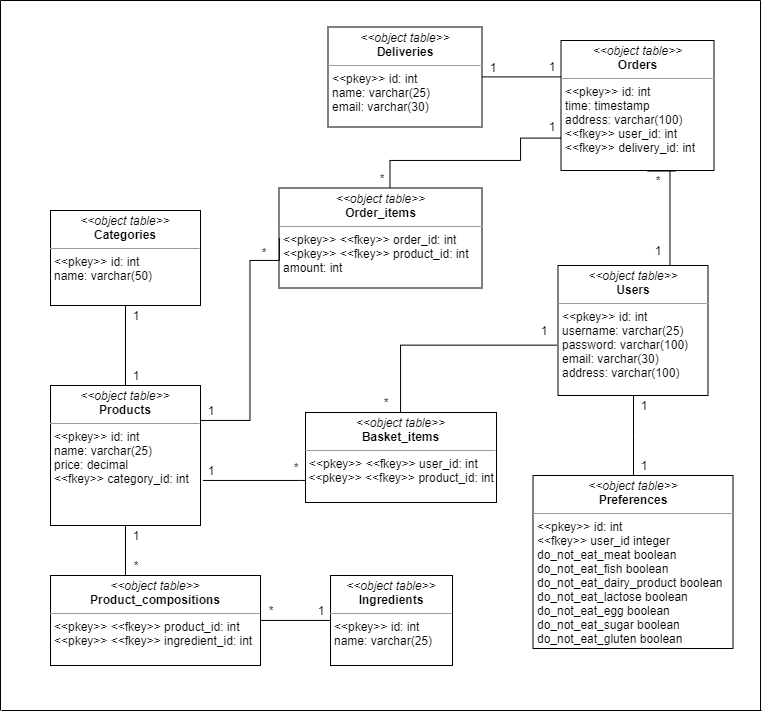 <<object table>>
Deliveries
<<pkey>> id: int
name: varchar(25)
email: varchar(30)
1
1
<<object table>>
Orders
<<pkey>> id: int
time: timestamp
address: varchar(100)
<<fkey>> user_id: int
<<fkey>> delivery_id: int
1
*
*
1
<<object table>>
Order_items
<<pkey>> <<fkey>> order_id: int
<<pkey>> <<fkey>> product_id: int
amount: int
*
1
<<object table>>
Categories
<<pkey>> id: int
name: varchar(50)
1
1
<<object table>>
Users
<<pkey>> id: int
username: varchar(25)
password: varchar(100)
email: varchar(30)
address: varchar(100)
1
*
1
1
<<object table>>
Products
<<pkey>> id: int
name: varchar(25)
price: decimal
<<fkey>> category_id: int
1
*
<<object table>>
Basket_items
<<pkey>> <<fkey>> user_id: int
<<pkey>> <<fkey>> product_id: int
<<object table>>
Preferences
<<pkey>> id: int
<<fkey>> user_id integer
do_not_eat_meat boolean
do_not_eat_fish boolean
do_not_eat_dairy_product boolean
do_not_eat_lactose boolean
do_not_eat_egg boolean
do_not_eat_sugar boolean
do_not_eat_gluten boolean
1
*
<<object table>>
Product_compositions
<<pkey>> <<fkey>> product_id: int
<<pkey>> <<fkey>> ingredient_id: int
*
1
<<object table>>
Ingredients
<<pkey>> id: int
name: varchar(25)